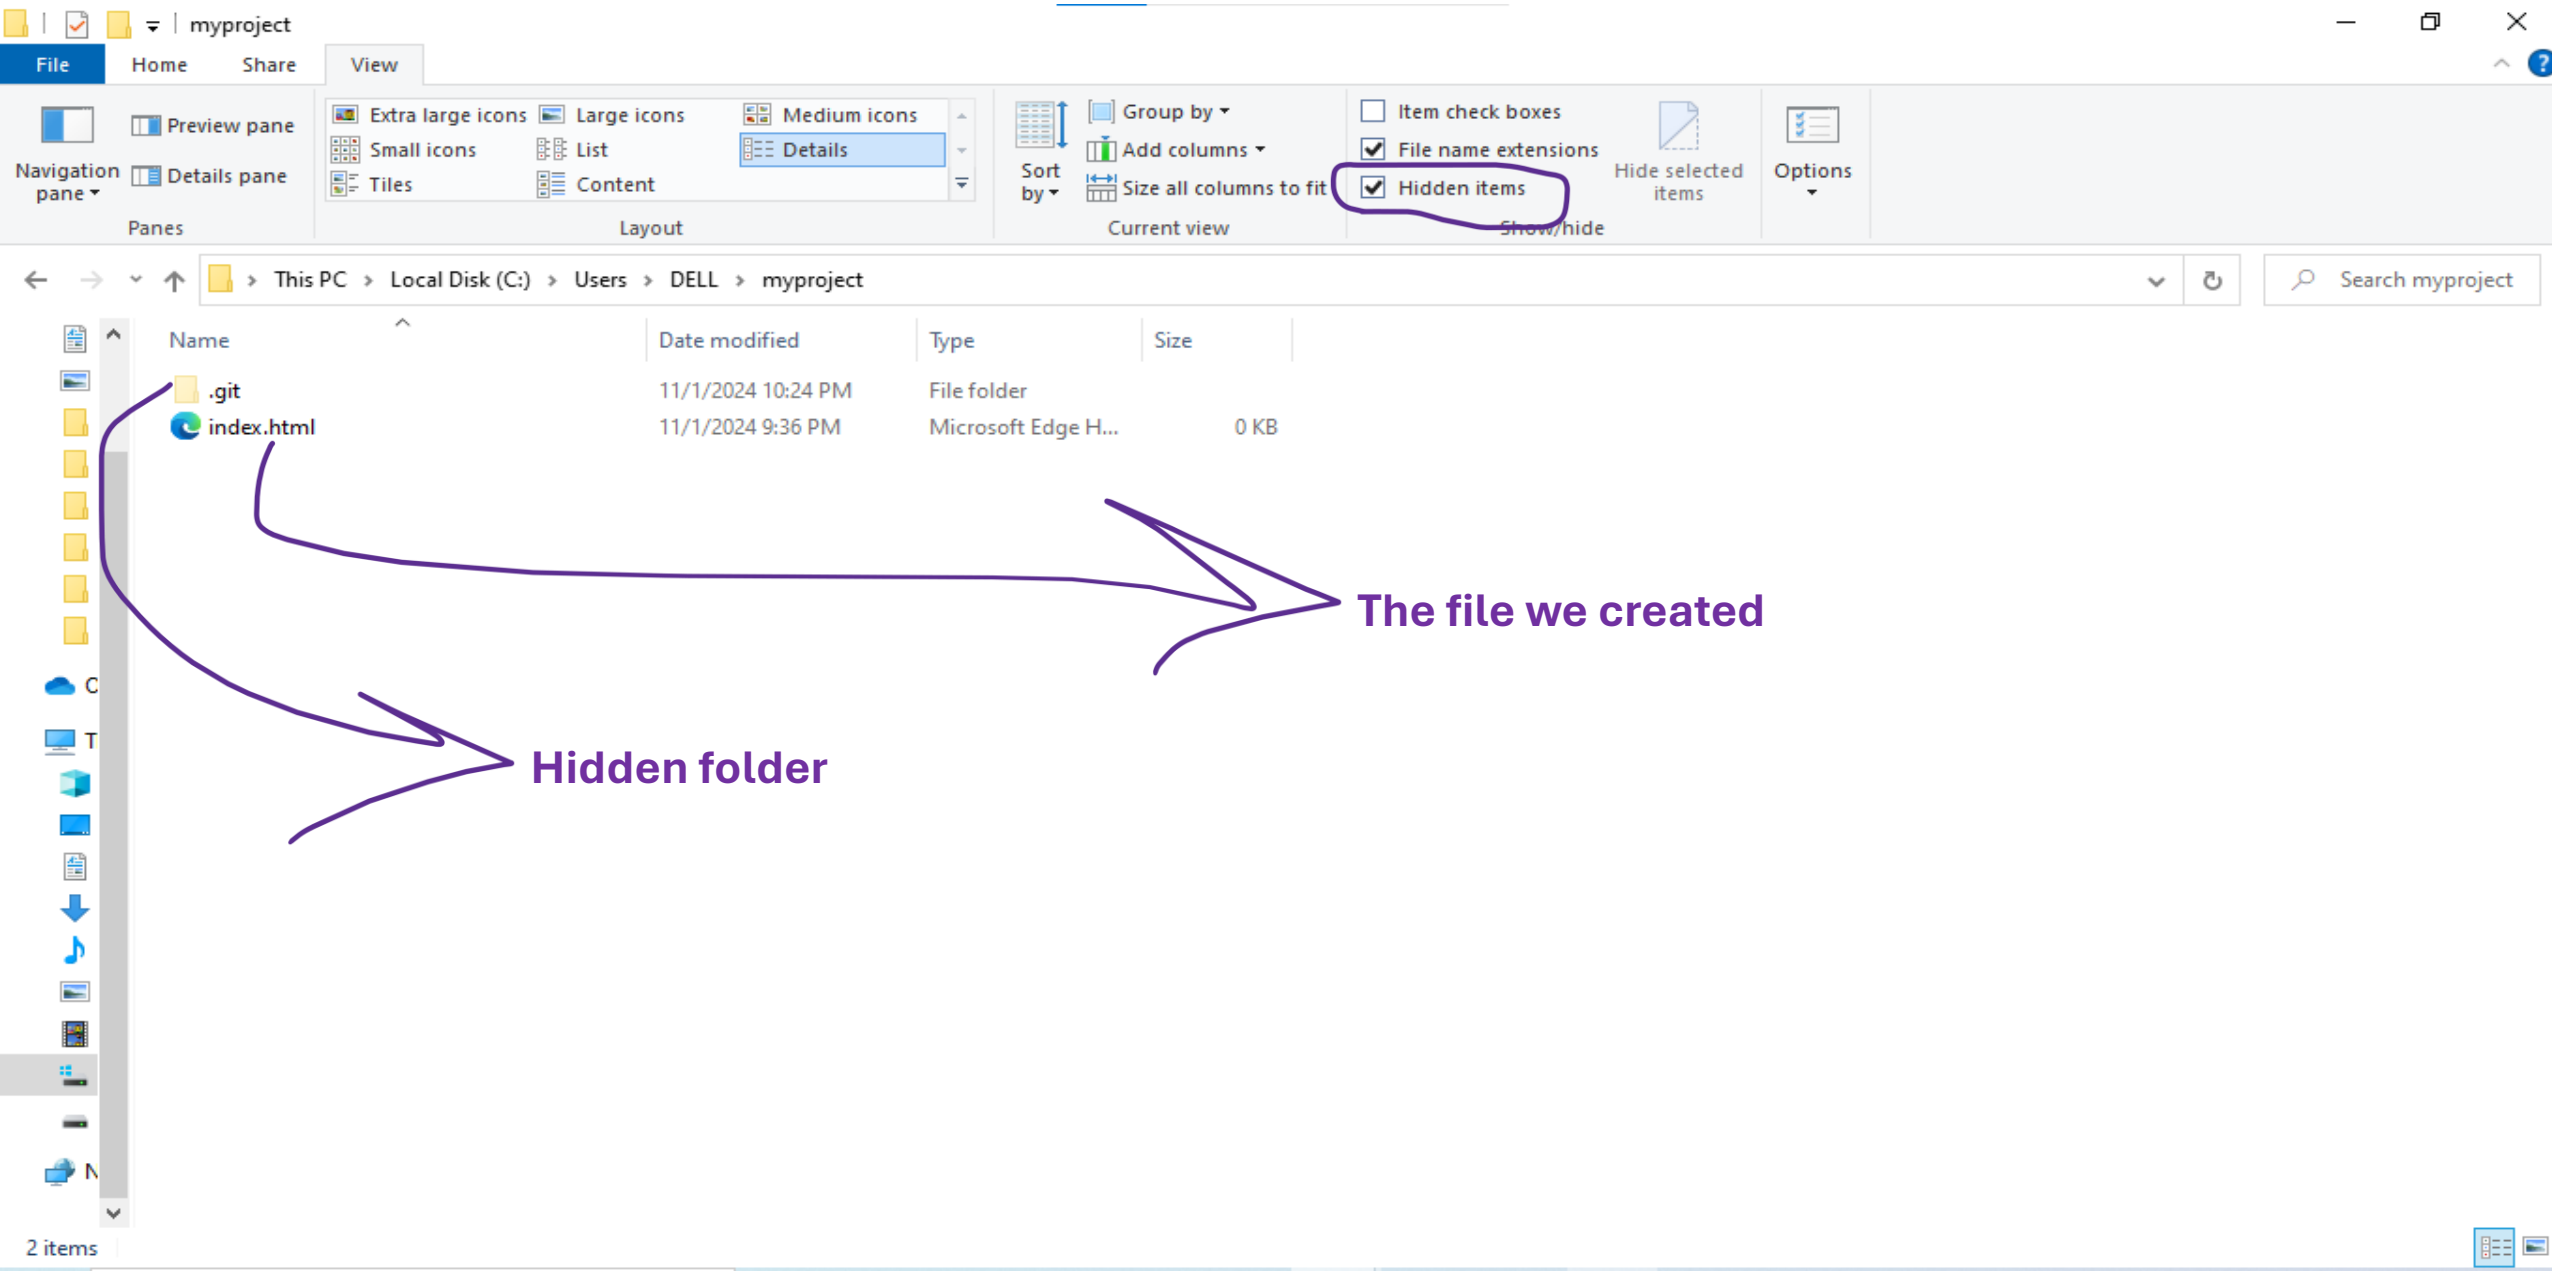 myproject
File Home Share View
Navigation pane
Preview pane
Details pane
Panes
Extra large icons Large icons Medium icons
Small icons List Details
Tiles Content
Layout
Sort by
Group by
Add columns
Size all columns to fit
Current view
Item check boxes
File name extensions
Hidden items
Hide selected items
Show/hide
Options
This PC > Local Disk (C:) > Users > DELL > myproject
Search myproject
Name Date modified Type Size
.git 11/1/2024 10:24 PM File folder
index.html 11/1/2024 9:36 PM Microsoft Edge H... 0 KB
The file we created
Hidden folder
O
T
N
2 items